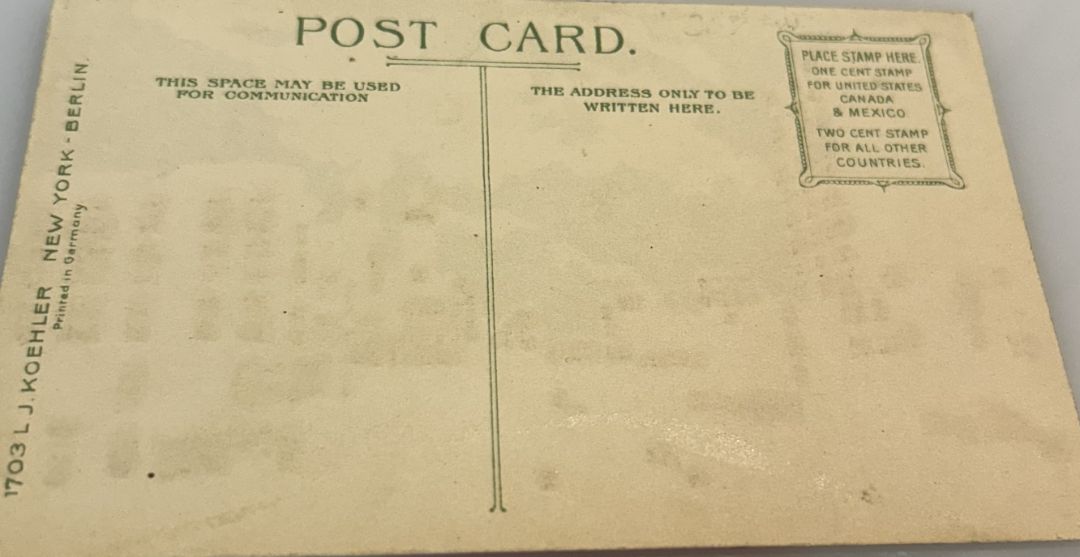 POST CARD.
THIS SPACE MAY BE USED
FOR COMMUNICATION
THE ADDRESS ONLY TO BE
WRITTEN HERE.
PLACE STAMP HERE.
ONE CENT STAMP
FOR UNITED STATES
CANADA
& MEXICO
TWO CENT STAMP
FOR ALL OTHER
COUNTRIES.
1703 L J. KOEHLER NEW YORK - BERLIN.
Printed in Germany